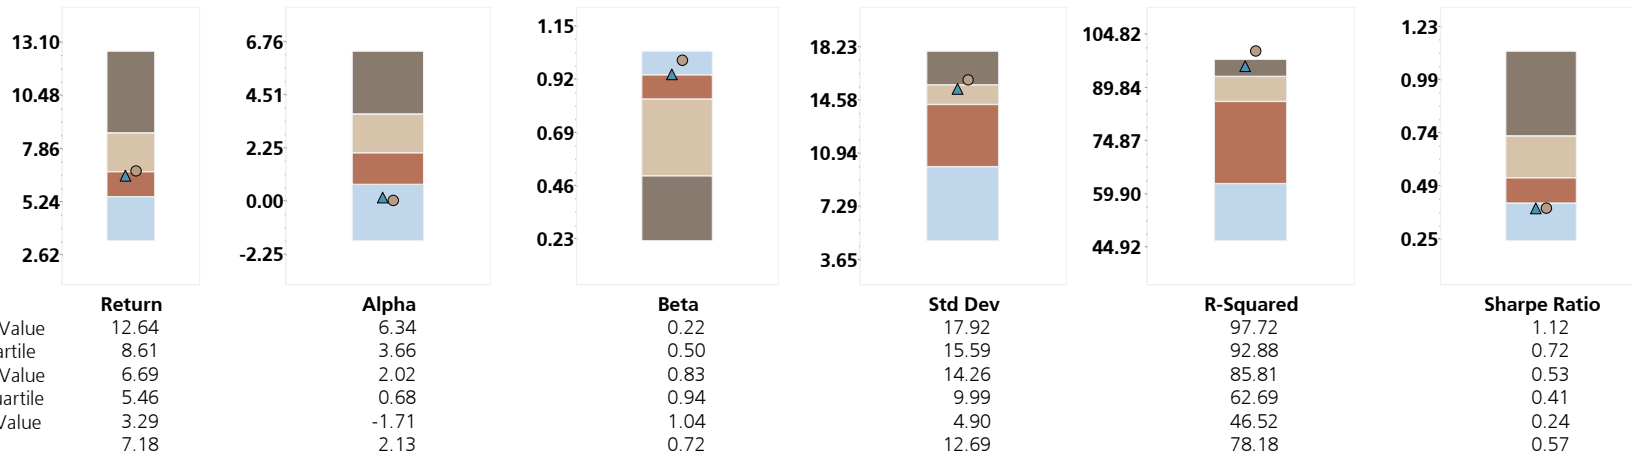 13.10 10.48 7.86 5.24 2.62
6.76 4.51 2.25 0.00 -2.25
1.15 0.92 0.69 0.46 0.23
18.23 14.58 10.94 7.29 3.65
104.82 89.84 74.87 59.90 44.92
1.23 0.99 0.74 0.49 0.25
Return Alpha Beta Std Dev R-Squared Sharpe Ratio
Value 12.64 6.34 0.22 17.92 97.72 1.12
artile 8.61 3.66 0.50 15.59 92.88 0.72
Value 6.69 2.02 0.83 14.26 85.81 0.53
uartile 5.46 0.68 0.94 9.99 62.69 0.41
Value 3.29 -1.71 1.04 4.90 46.52 0.24
7.18 2.13 0.72 12.69 78.18 0.57